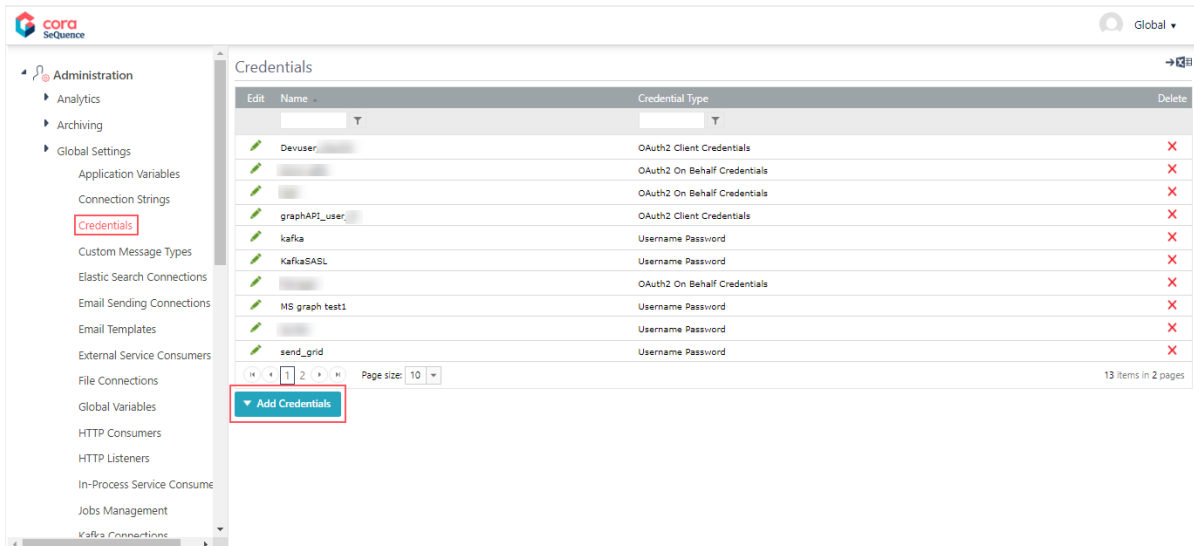 cora
SeQuence
Global
Administration
Analytics
Archiving
Global Settings
Application Variables
Connection Strings
Credentials
Custom Message Types
Elastic Search Connections
Email Sending Connections
Email Templates
External Service Consumers
File Connections
Global Variables
HTTP Consumers
HTTP Listeners
In-Process Service Consume
Jobs Management
Kafka Connections
Credentials
Edit Name Credential Type Delete
Devuser_ OAuth2 Client Credentials
OAuth2 On Behalf Credentials
OAuth2 On Behalf Credentials
graphAPI_user_ OAuth2 Client Credentials
kafka Username Password
KafkaSASL Username Password
OAuth2 On Behalf Credentials
MS graph test1 Username Password
Username Password
send_grid Username Password
1 2 Page size: 10 13 items in 2 pages
Add Credentials